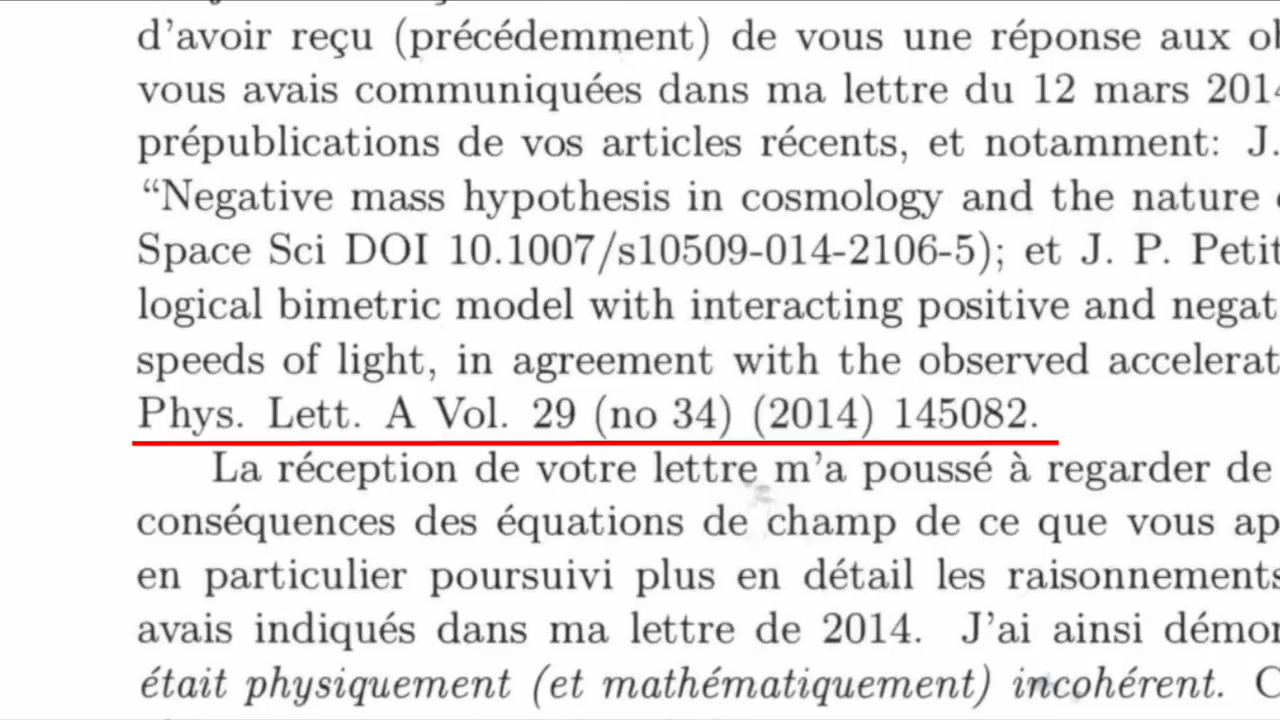 d'avoir reçu (précédemment) de vous une réponse aux
vous avais communiquées dans ma lettre du 12 mars 2014
prépublications de vos articles récents, et notamment: J.
“Negative mass hypothesis in cosmology and the nature
Space Sci DOI 10.1007/s10509-014-2106-5); et J. P. Petit
logical bimetric model with interacting positive and negat
speeds of light, in agreement with the observed accelerat
Phys. Lett. A Vol. 29 (no 34) (2014) 145082.
La réception de votre lettre m'a poussé à regarder de
conséquences des équations de champ de ce que vous ap
en particulier poursuivi plus en détail les raisonnements
avais indiqués dans ma lettre de 2014. J'ai ainsi démon
était physiquement (et mathématiquement) incohérent.